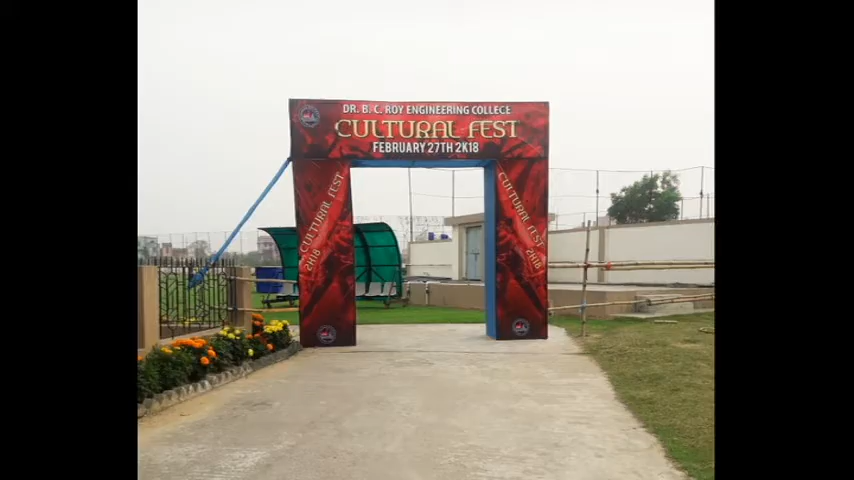 DR. B. C. ROY ENGINEERING COLLEGE
CULTURAL FEST
FEBRUARY 27TH 2K18
CULTURAL FEST
2K18
CULTURAL FEST
2K18